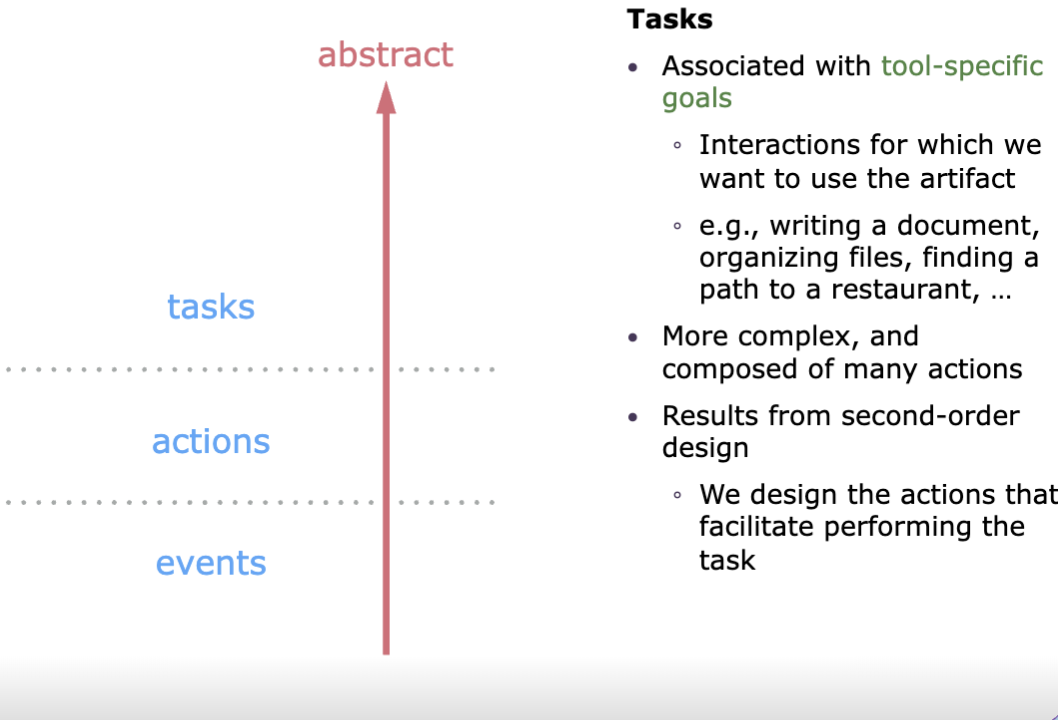 abstract
tasks
actions
events
Tasks
• Associated with tool-specific
goals
◦ Interactions for which we
want to use the artifact
◦ e.g., writing a document,
organizing files, finding a
path to a restaurant, ...
• More complex, and
composed of many actions
• Results from second-order
design
◦ We design the actions that
facilitate performing the
task